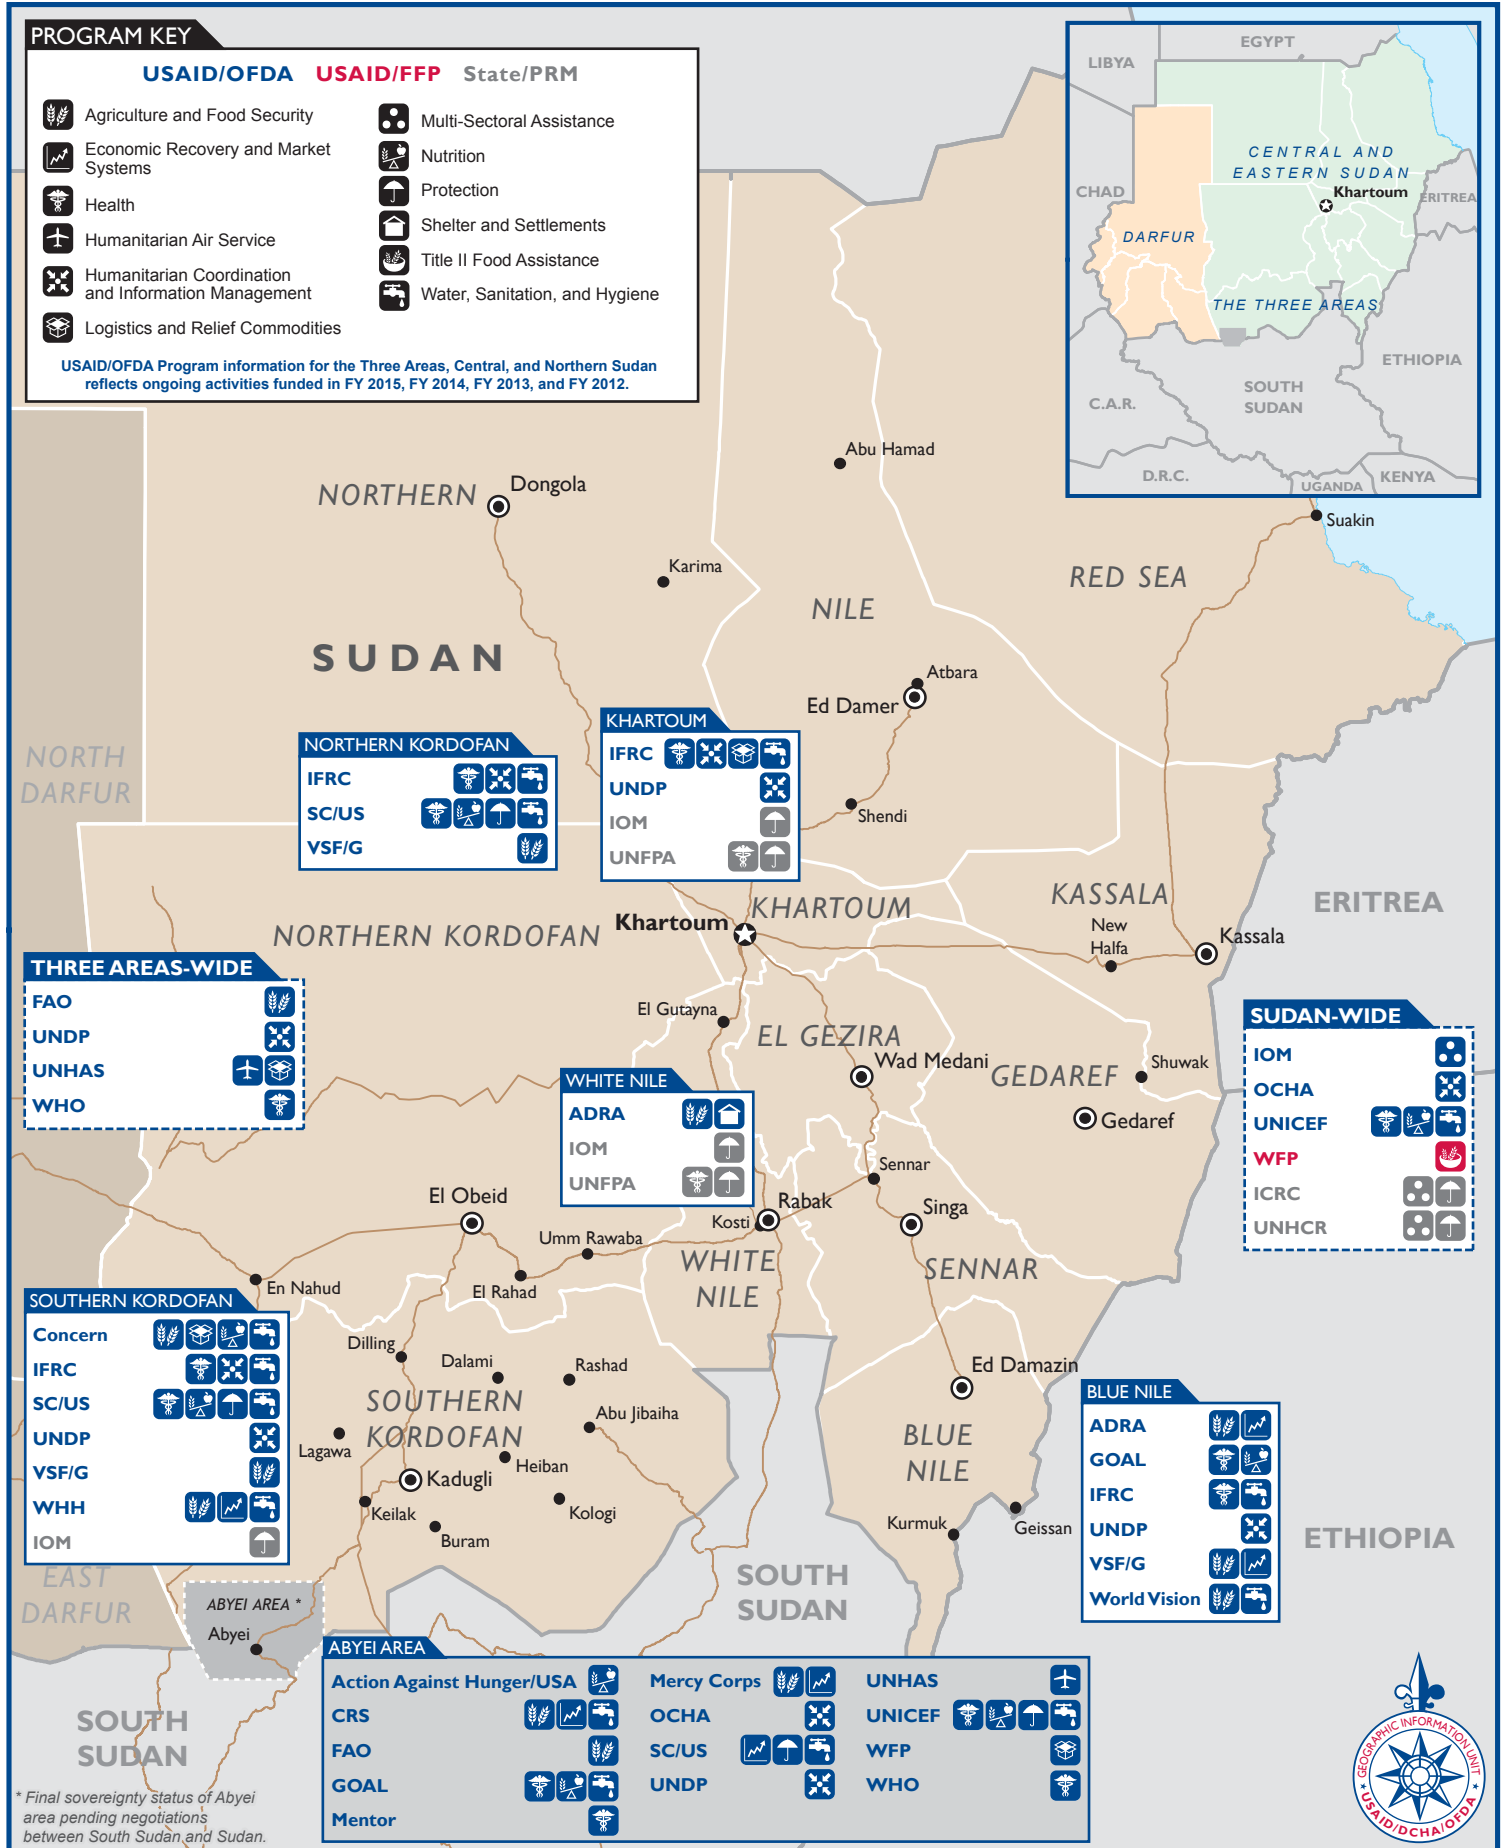 PROGRAM KEY
USAID/OFDA USAID/FFP State/PRM
Agriculture and Food Security
Economic Recovery and Market
Systems
Health
Humanitarian Air Service
Humanitarian Coordination
and Information Management
Logistics and Relief Commodities
Multi-Sectoral Assistance
Nutrition
Protection
Shelter and Settlements
Title II Food Assistance
Water, Sanitation, and Hygiene
USAID/OFDA Program information for the Three Areas, Central, and Northern Sudan
reflects ongoing activities funded in FY 2015, FY 2014, FY 2013, and FY 2012.
EGYPT
LIBYA
CENTRAL AND
EASTERN SUDAN
CHAD
Khartoum
ERITREA
DARFUR
THE THREE AREAS
ETHIOPIA
SOUTH
SUDAN
C.A.R.
D.R.C.
UGANDA
KENYA
Abu Hamad
NORTHERN
Dongola
Suakin
Karima
RED SEA
NILE
SUDAN
Atbara
Ed Damer
NORTH
DARFUR
Shendi
NORTHERN KORDOFAN
IFRC
SC/US
VSF/G
KHARTOUM
IFRC
UNDP
IOM
UNFPA
KASSALA
ERITREA
KHARTOUM
Khartoum
NORTHERN KORDOFAN
New
Halfa
Kassala
THREE AREAS-WIDE
FAO
UNDP
UNHAS
WHO
El Gutayna
EL GEZIRA
Wad Medani
GEDAREF
Shuwak
Gedaref
SUDAN-WIDE
IOM
OCHA
UNICEF
WFP
ICRC
UNHCR
WHITE NILE
ADRA
IOM
UNFPA
Sennar
El Obeid
Rabak
Kosti
Singa
Umm Rawaba
WHITE
NILE
SENNAR
En Nahud
El Rahad
SOUTHERN KORDOFAN
Concern
IFRC
SC/US
UNDP
VSF/G
WHH
IOM
Dilling
Dalami
Rashad
SOUTHERN
KORDOFAN
Abu Jibaiha
Lagawa
Heiban
Kadugli
Keilak
Kologi
Buram
Ed Damazin
BLUE
NILE
Kurmuk
Geissan
BLUE NILE
ADRA
GOAL
IFRC
UNDP
VSF/G
World Vision
ETHIOPIA
SOUTH
SUDAN
EAST
DARFUR
ABYEI AREA *
Abyei
ABYEI AREA
Action Against Hunger/USA
CRS
FAO
GOAL
Mentor
Mercy Corps
OCHA
SC/US
UNDP
UNHAS
UNICEF
WFP
WHO
SOUTH
SUDAN
* Final sovereignty status of Abyei
area pending negotiations
between South Sudan and Sudan.
GEOGRAPHIC INFORMATION UNIT
* USAID/DCHA/OFDA *